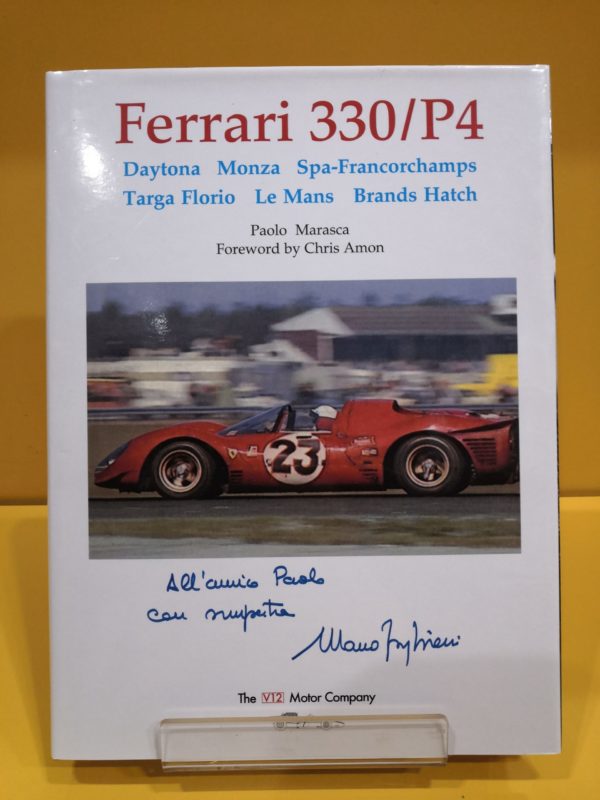 Ferrari 330/P4
Daytona Monza Spa-Francorchamps
Targa Florio Le Mans Brands Hatch
Paolo Marasca
Foreword by Chris Amon
23
All'amico Paolo
con simpatia
The V12 Motor Company